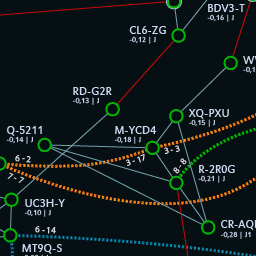 BDV3-T
-0,16 | J
CL6-ZG
-0,12 | J
RD-G2R
-0,13 | J
XQ-PXU
-0,15 | J
Q-5211
-0,14 | J
M-YCD4
-0,18 | J
6-2
3-17
3-3
7-7
8-8
R-2R0G
-0,21 | J
UC3H-Y
-0,10 | J
CR-AQ
-0,28 | J1
6-14
MT9Q-S